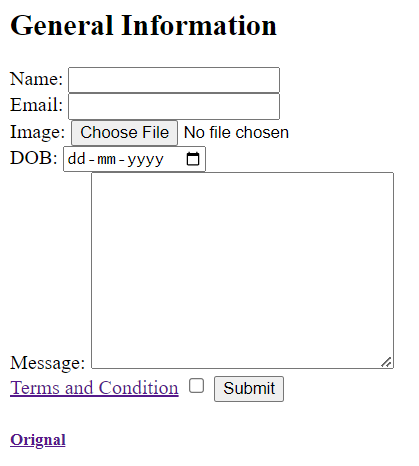 General Information
Name:
Email:
Image: Choose File No file chosen
DOB: dd-mm-yyyy
Message:
Terms and Condition Submit
Orignal